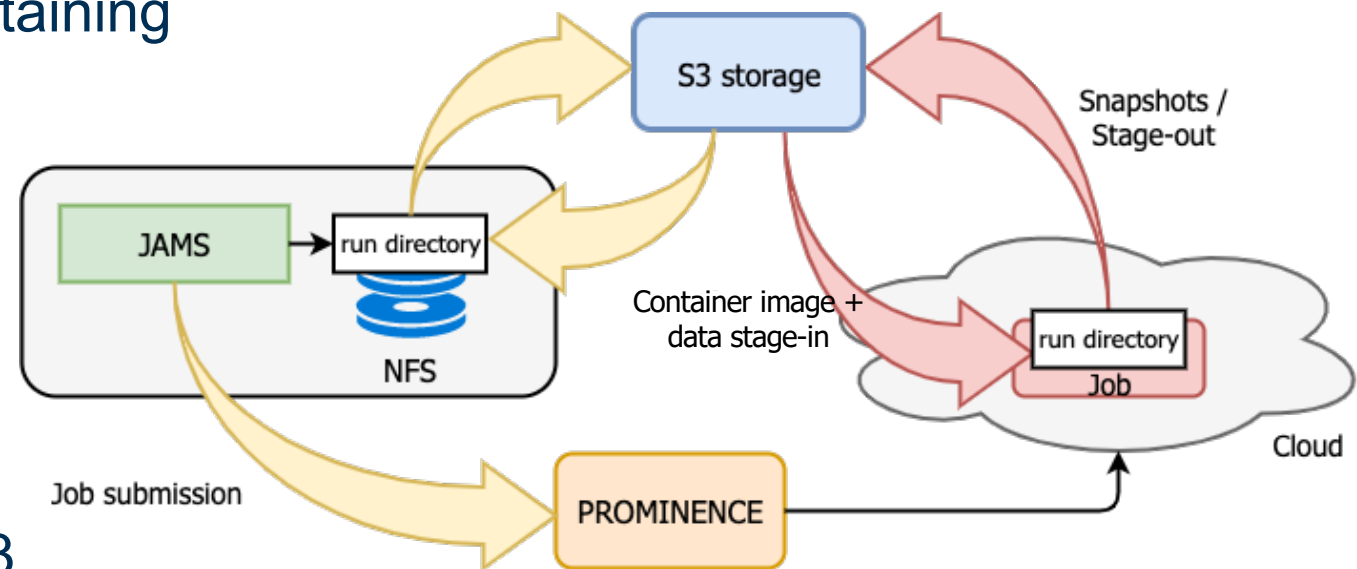 taining
S3 storage
Snapshots /
Stage-out
JAMS
run directory
NFS
Container image +
data stage-in
run directory
Job
Cloud
Job submission
PROMINENCE
3